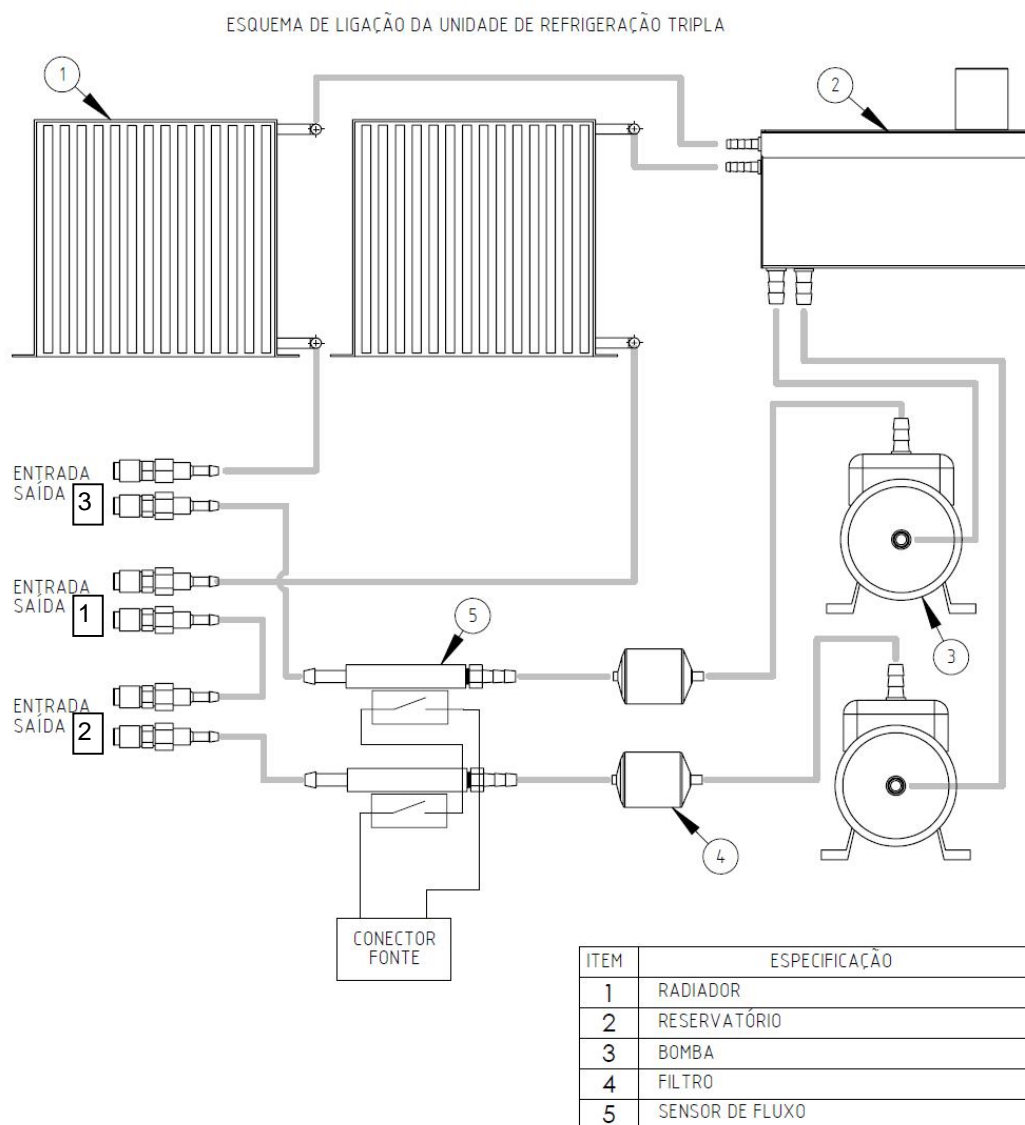 ESQUEMA DE LIGAÇÃO DA UNIDADE DE REFRIGERAÇÃO TRIPLA
1
2
ENTRADA
SAÍDA 3
ENTRADA
SAÍDA 1
5
3
ENTRADA
SAÍDA 2
4
CONECTOR
FONTE
ITEM ESPECIFICAÇÃO
1 RADIADOR
2 RESERVATÓRIO
3 BOMBA
4 FILTRO
5 SENSOR DE FLUXO